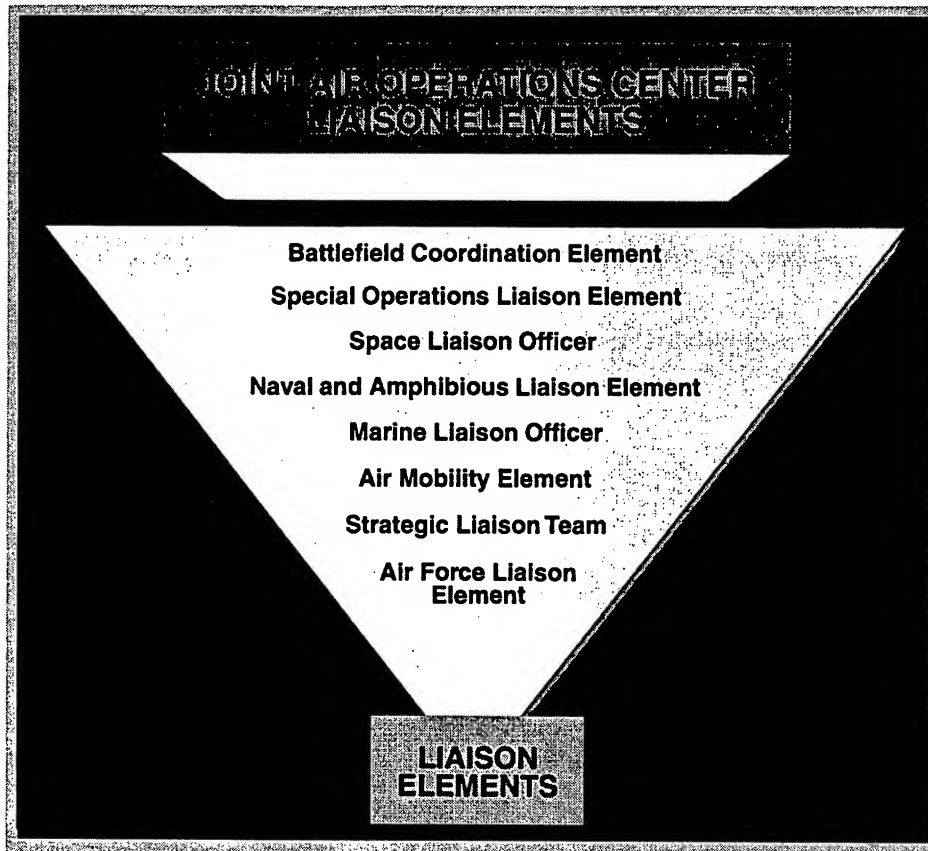 JOINT AIR OPERATIONS CENTER
LIAISON ELEMENTS
Battlefield Coordination Element
Special Operations Liaison Element
Space Liaison Officer
Naval and Amphibious Liaison Element
Marine Liaison Officer
Air Mobility Element
Strategic Liaison Team
Air Force Liaison
Element
LIAISON
ELEMENTS